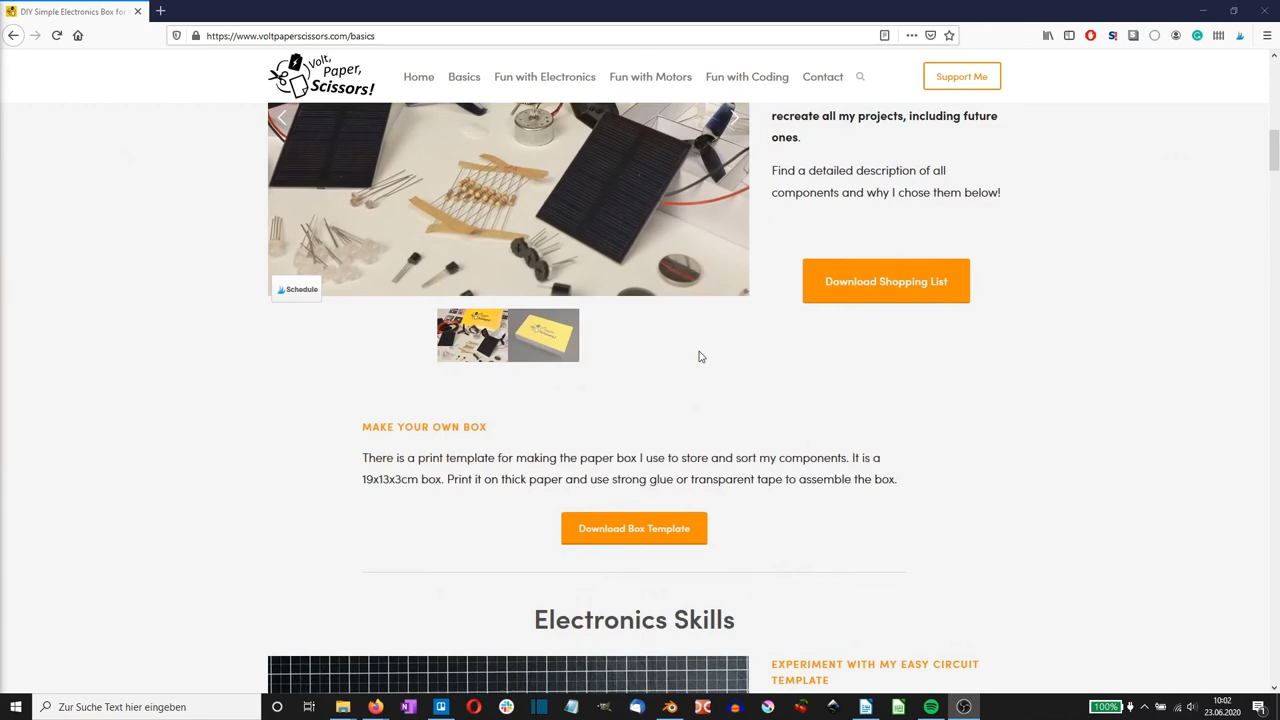 DIY Simple Electronics Box for
https://www.voltpaperscissors.com/basics
Volt,
Paper,
Scissors!
Home
Basics
Fun with Electronics
Fun with Motors
Fun with Coding
Contact
Support Me
recreate all my projects, including future
ones.
Find a detailed description of all
components and why I chose them below!
Schedule
Download Shopping List
MAKE YOUR OWN BOX
There is a print template for making the paper box I use to store and sort my components. It is a
19x13x3cm box. Print it on thick paper and use strong glue or transparent tape to assemble the box.
Download Box Template
Electronics Skills
EXPERIMENT WITH MY EASY CIRCUIT
TEMPLATE
Zur Suche Text hier eingeben
100%
10:02
23.06.2020